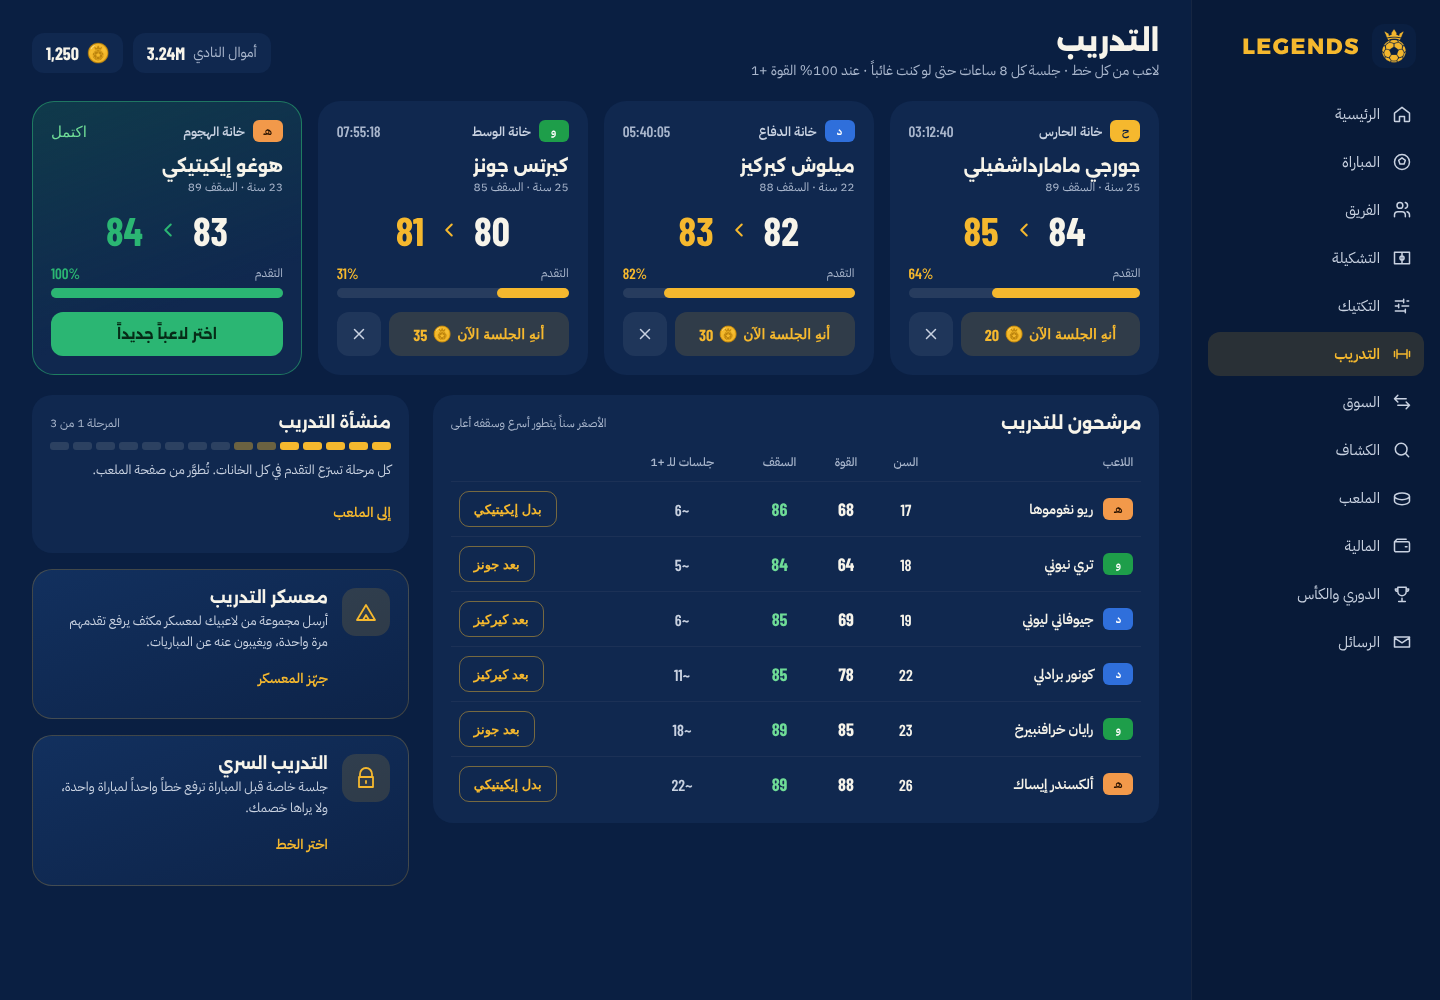 LEGENDS
الرئيسية
المباراة
الفريق
التشكيلة
التكتيك
التدريب
السوق
الكشاف
الملعب
المالية
الدوري والكأس
الرسائل
التدريب
لاعب من كل خط · جلسة كل 8 ساعات حتى لو كنت غائباً · عند 100% القوة +1
أموال النادي 3.24M
1,250
ح خانة الحارس 03:12:40
جورجي مامارداشفيلي
25 سنة · السقف 89
84 85
التقدم 64%
أنهِ الجلسة الآن 20
د خانة الدفاع 05:40:05
ميلوش كيركيز
22 سنة · السقف 88
82 83
التقدم 82%
أنهِ الجلسة الآن 30
و خانة الوسط 07:55:18
كيرتس جونز
25 سنة · السقف 85
80 81
التقدم 31%
أنهِ الجلسة الآن 35
هـ خانة الهجوم اكتمل
هوغو إيكيتيكي
23 سنة · السقف 89
83 84
التقدم 100%
اختر لاعباً جديداً
مرشحون للتدريب
الأصغر سناً يتطور أسرع وسقفه أعلى
اللاعب السن القوة السقف جلسات للـ +1
هـ ريو نغوموها 17 68 86 ~6 بدل إيكيتيكي
و تري نيوني 18 64 84 ~5 بعد جونز
د جيوفاني ليوني 19 69 85 ~6 بعد كيركيز
د كونور برادلي 22 78 85 ~11 بعد كيركيز
و رايان خرافنبيرخ 23 85 89 ~18 بعد جونز
هـ ألكسندر إيساك 26 88 89 ~22 بدل إيكيتيكي
منشأة التدريب
المرحلة 1 من 3
كل مرحلة تسرّع التقدم في كل الخانات. تُطوَّر من صفحة الملعب.
إلى الملعب
معسكر التدريب
أرسل مجموعة من لاعبيك لمعسكر مكثف يرفع تقدمهم
مرة واحدة، ويغيبون عنه عن المباريات.
جهّز المعسكر
التدريب السري
جلسة خاصة قبل المباراة ترفع خطاً واحداً لمباراة واحدة،
ولا يراها خصمك.
اختر الخط